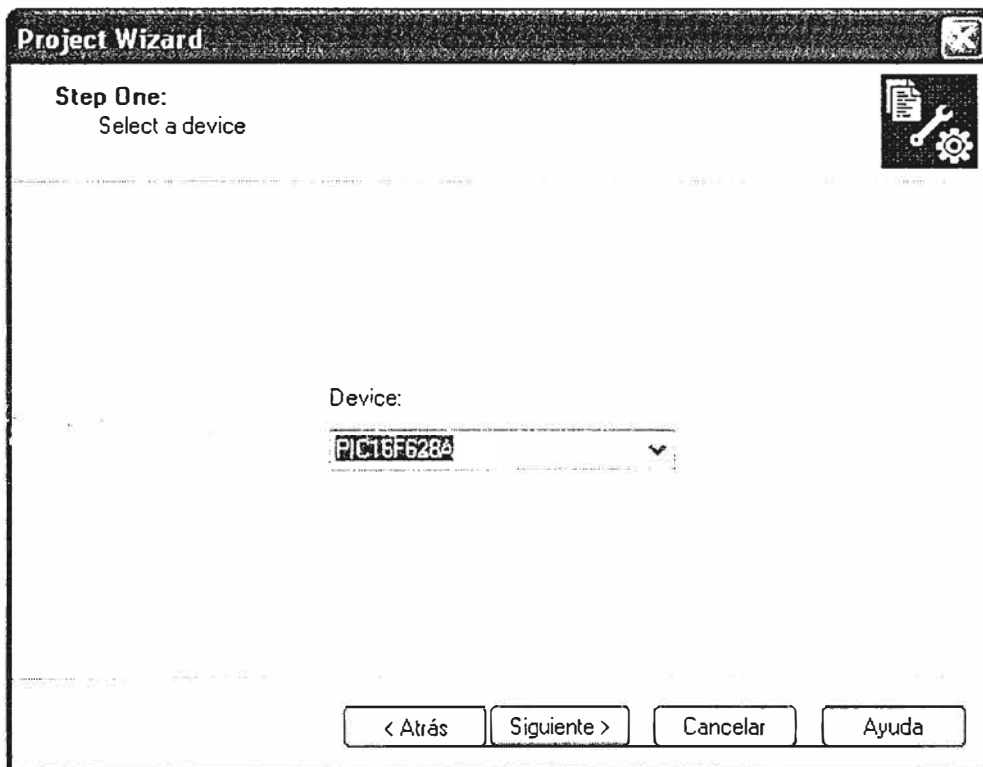 Project Wizard
Step One:
Select a device
Device:
PIC16F628A
< Atrás Siguiente > Cancelar Ayuda